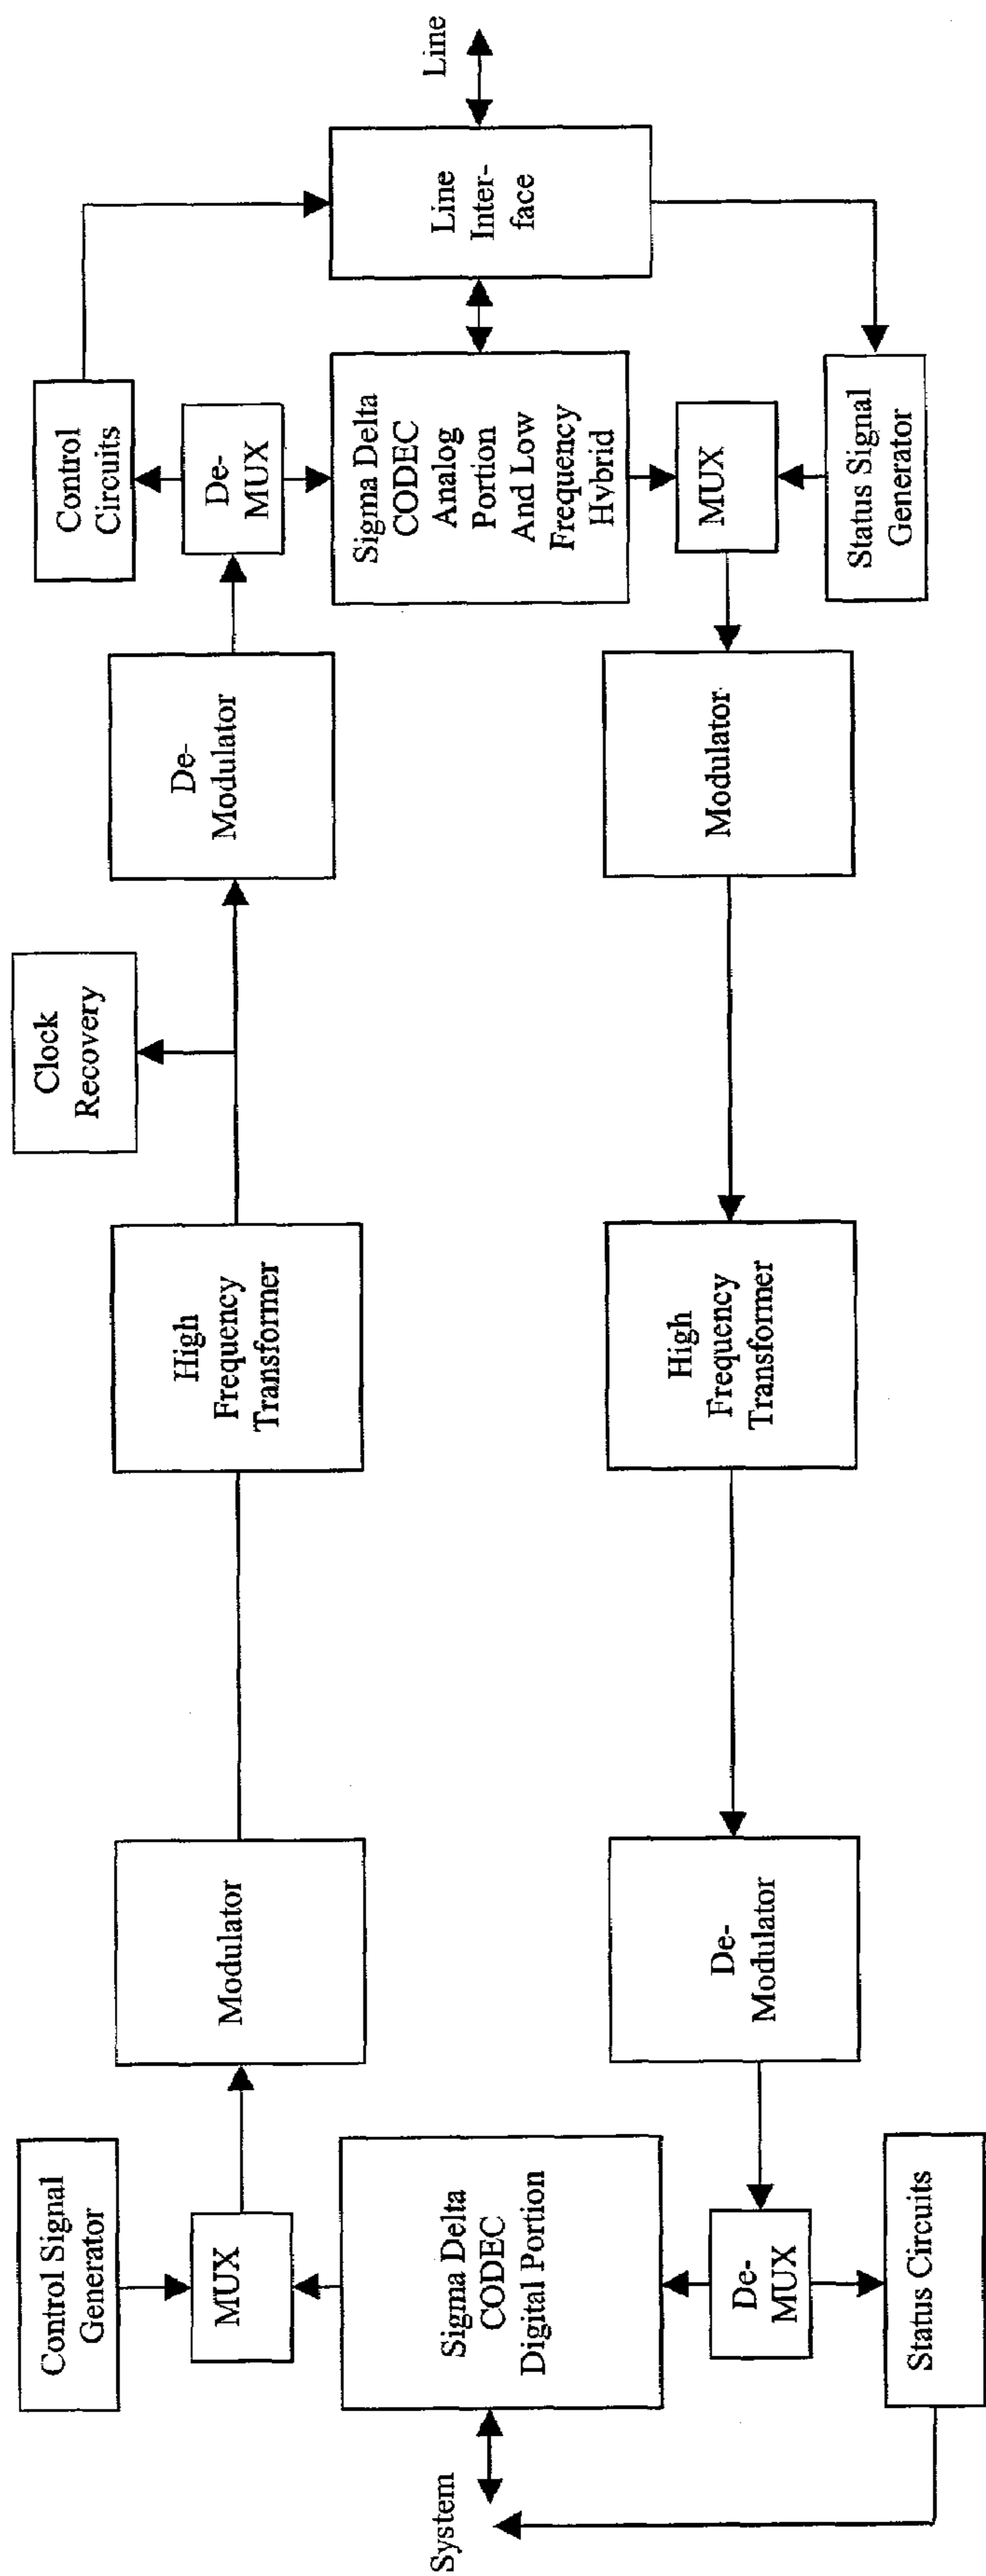 Control Signal
Generator
MUX
Modulator
High
Frequency
Transformer
Clock
Recovery
De-
Modulator
Control
Circuits
De-
MUX
System
Sigma Delta
CODEC
Digital Portion
Sigma Delta
CODEC
Analog
Portion
And Low
Frequency
Hybrid
Line
Inter-
face
Line
De-
MUX
De-
Modulator
High
Frequency
Transformer
Modulator
MUX
Status Circuits
Status Signal
Generator